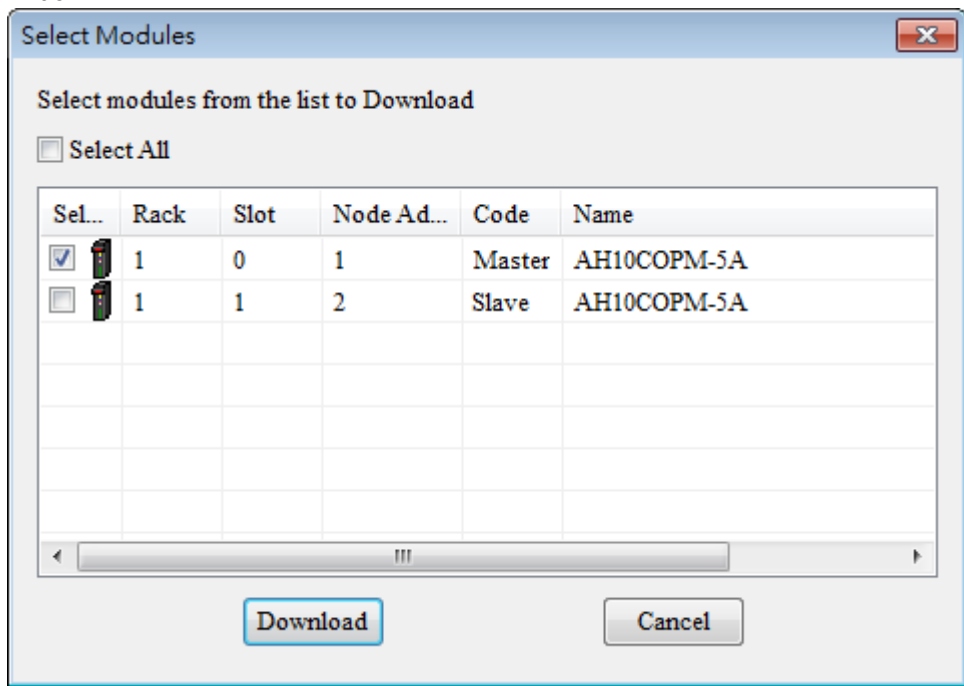 Select Modules
Select modules from the list to Download
Select All
Sel... Rack Slot Node Ad... Code Name
1 0 1 Master AH10COPM-5A
1 1 2 Slave AH10COPM-5A
Download Cancel